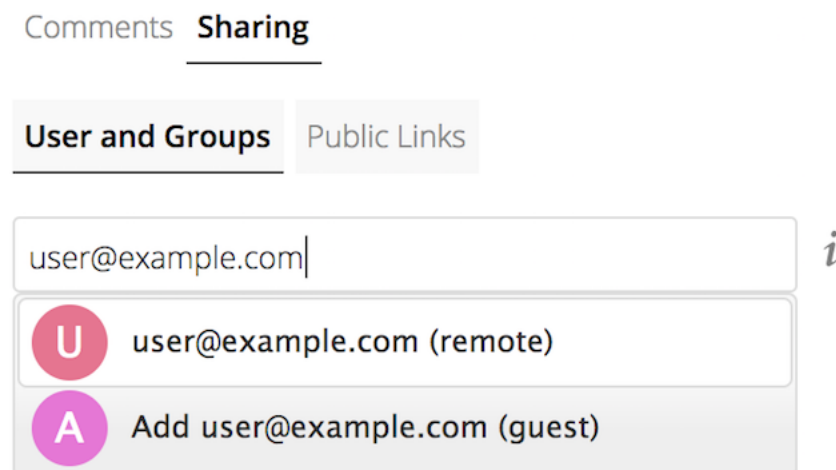 Comments Sharing
User and Groups Public Links
user@example.com
i
U user@example.com (remote)
A Add user@example.com (guest)